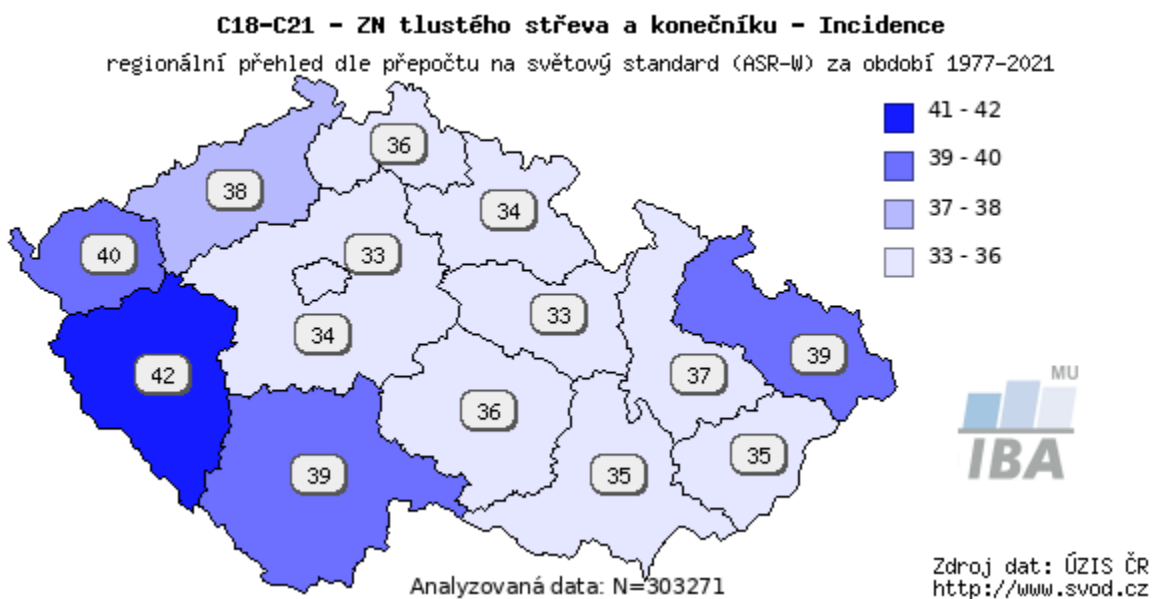 C18-C21 - ZN tlustého střeva a konečníku - Incidence
regionální přehled dle přepočtu na světový standard (ASR-W) za období 1977-2021
41 - 42
39 - 40
37 - 38
33 - 36
36
38
34
40
33
33
34
39
42
37
36
35
39
35
MU
IBA
Analyzovaná data: N=303271
Zdroj dat: ÚZIS ČR
http://www.svod.cz